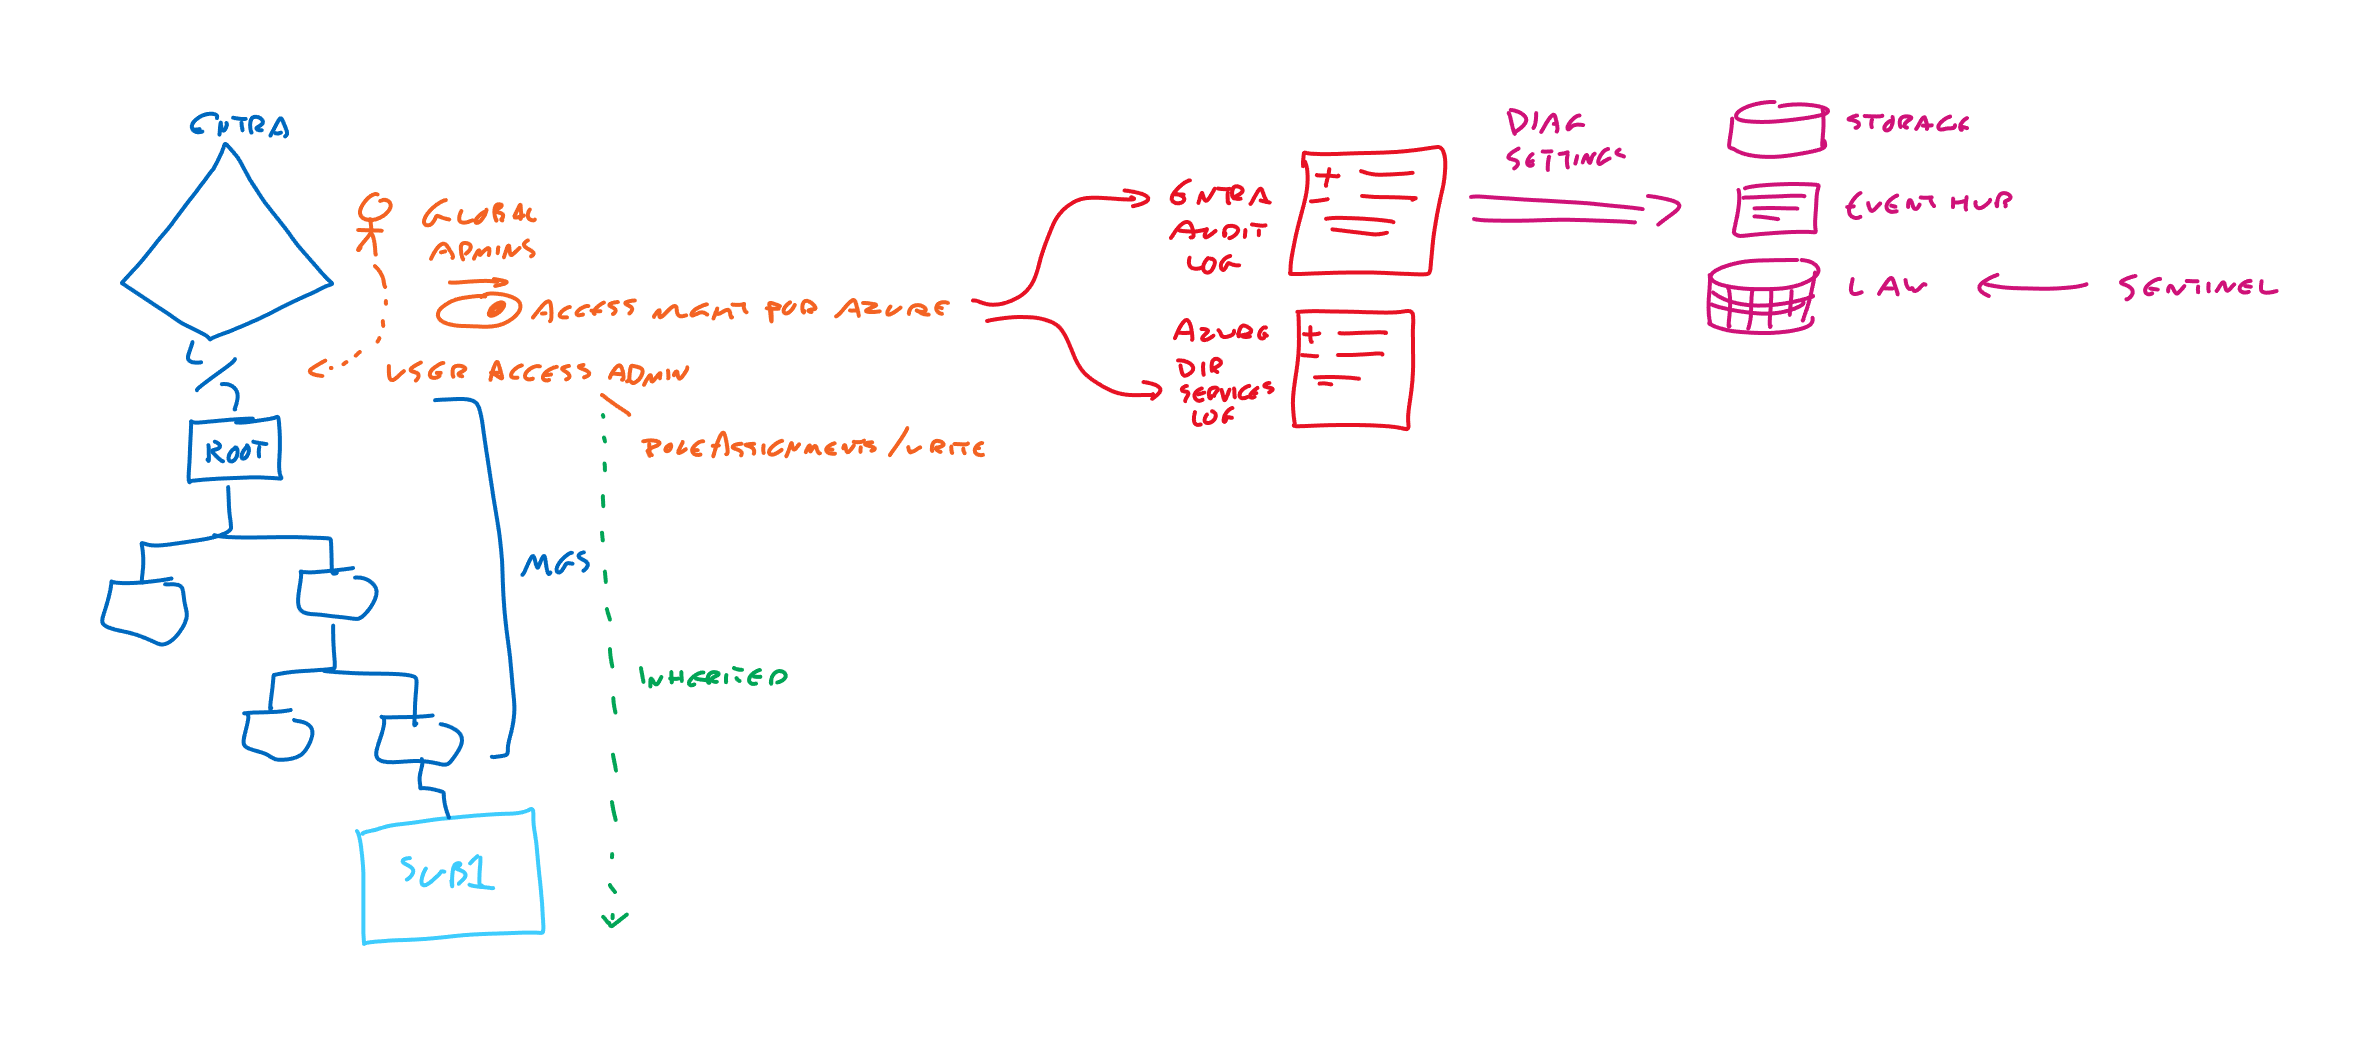 ENTRA
GLOBAL
ADMINS
ACCESS MGMT FOR AZURE
USER ACCESS ADMIN
ROLEASSIGNMENTS/WRITE
/
ROOT
MGS
INHERITED
SUB1
ENTRA
AUDIT
LOG
+
-
AZURE
DIR
SERVICES
LOG
+
-
DIAG
SETTINGS
STORAGE
EVENT HUB
LAW
SENTINEL